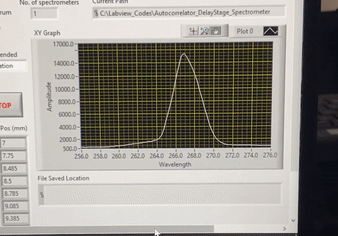 No. of spectrometers
Current Path
1
C:\Labview_Codes\Autocorrelator_DelayStage_Spectrometer
XY Graph
Plot 0
17000.0
14000.0
12000.0
10000.0
8000.0
6000.0
4000.0
2000.0
500.0
Amplitude
256.0 258.0 260.0 262.0 264.0 266.0 268.0 270.0 272.0 274.0 276.0
Wavelength
File Saved Location
ended
ation
TOP
Pos (mm)
7
7.75
8.485
8.5
8.785
9.085
9.385